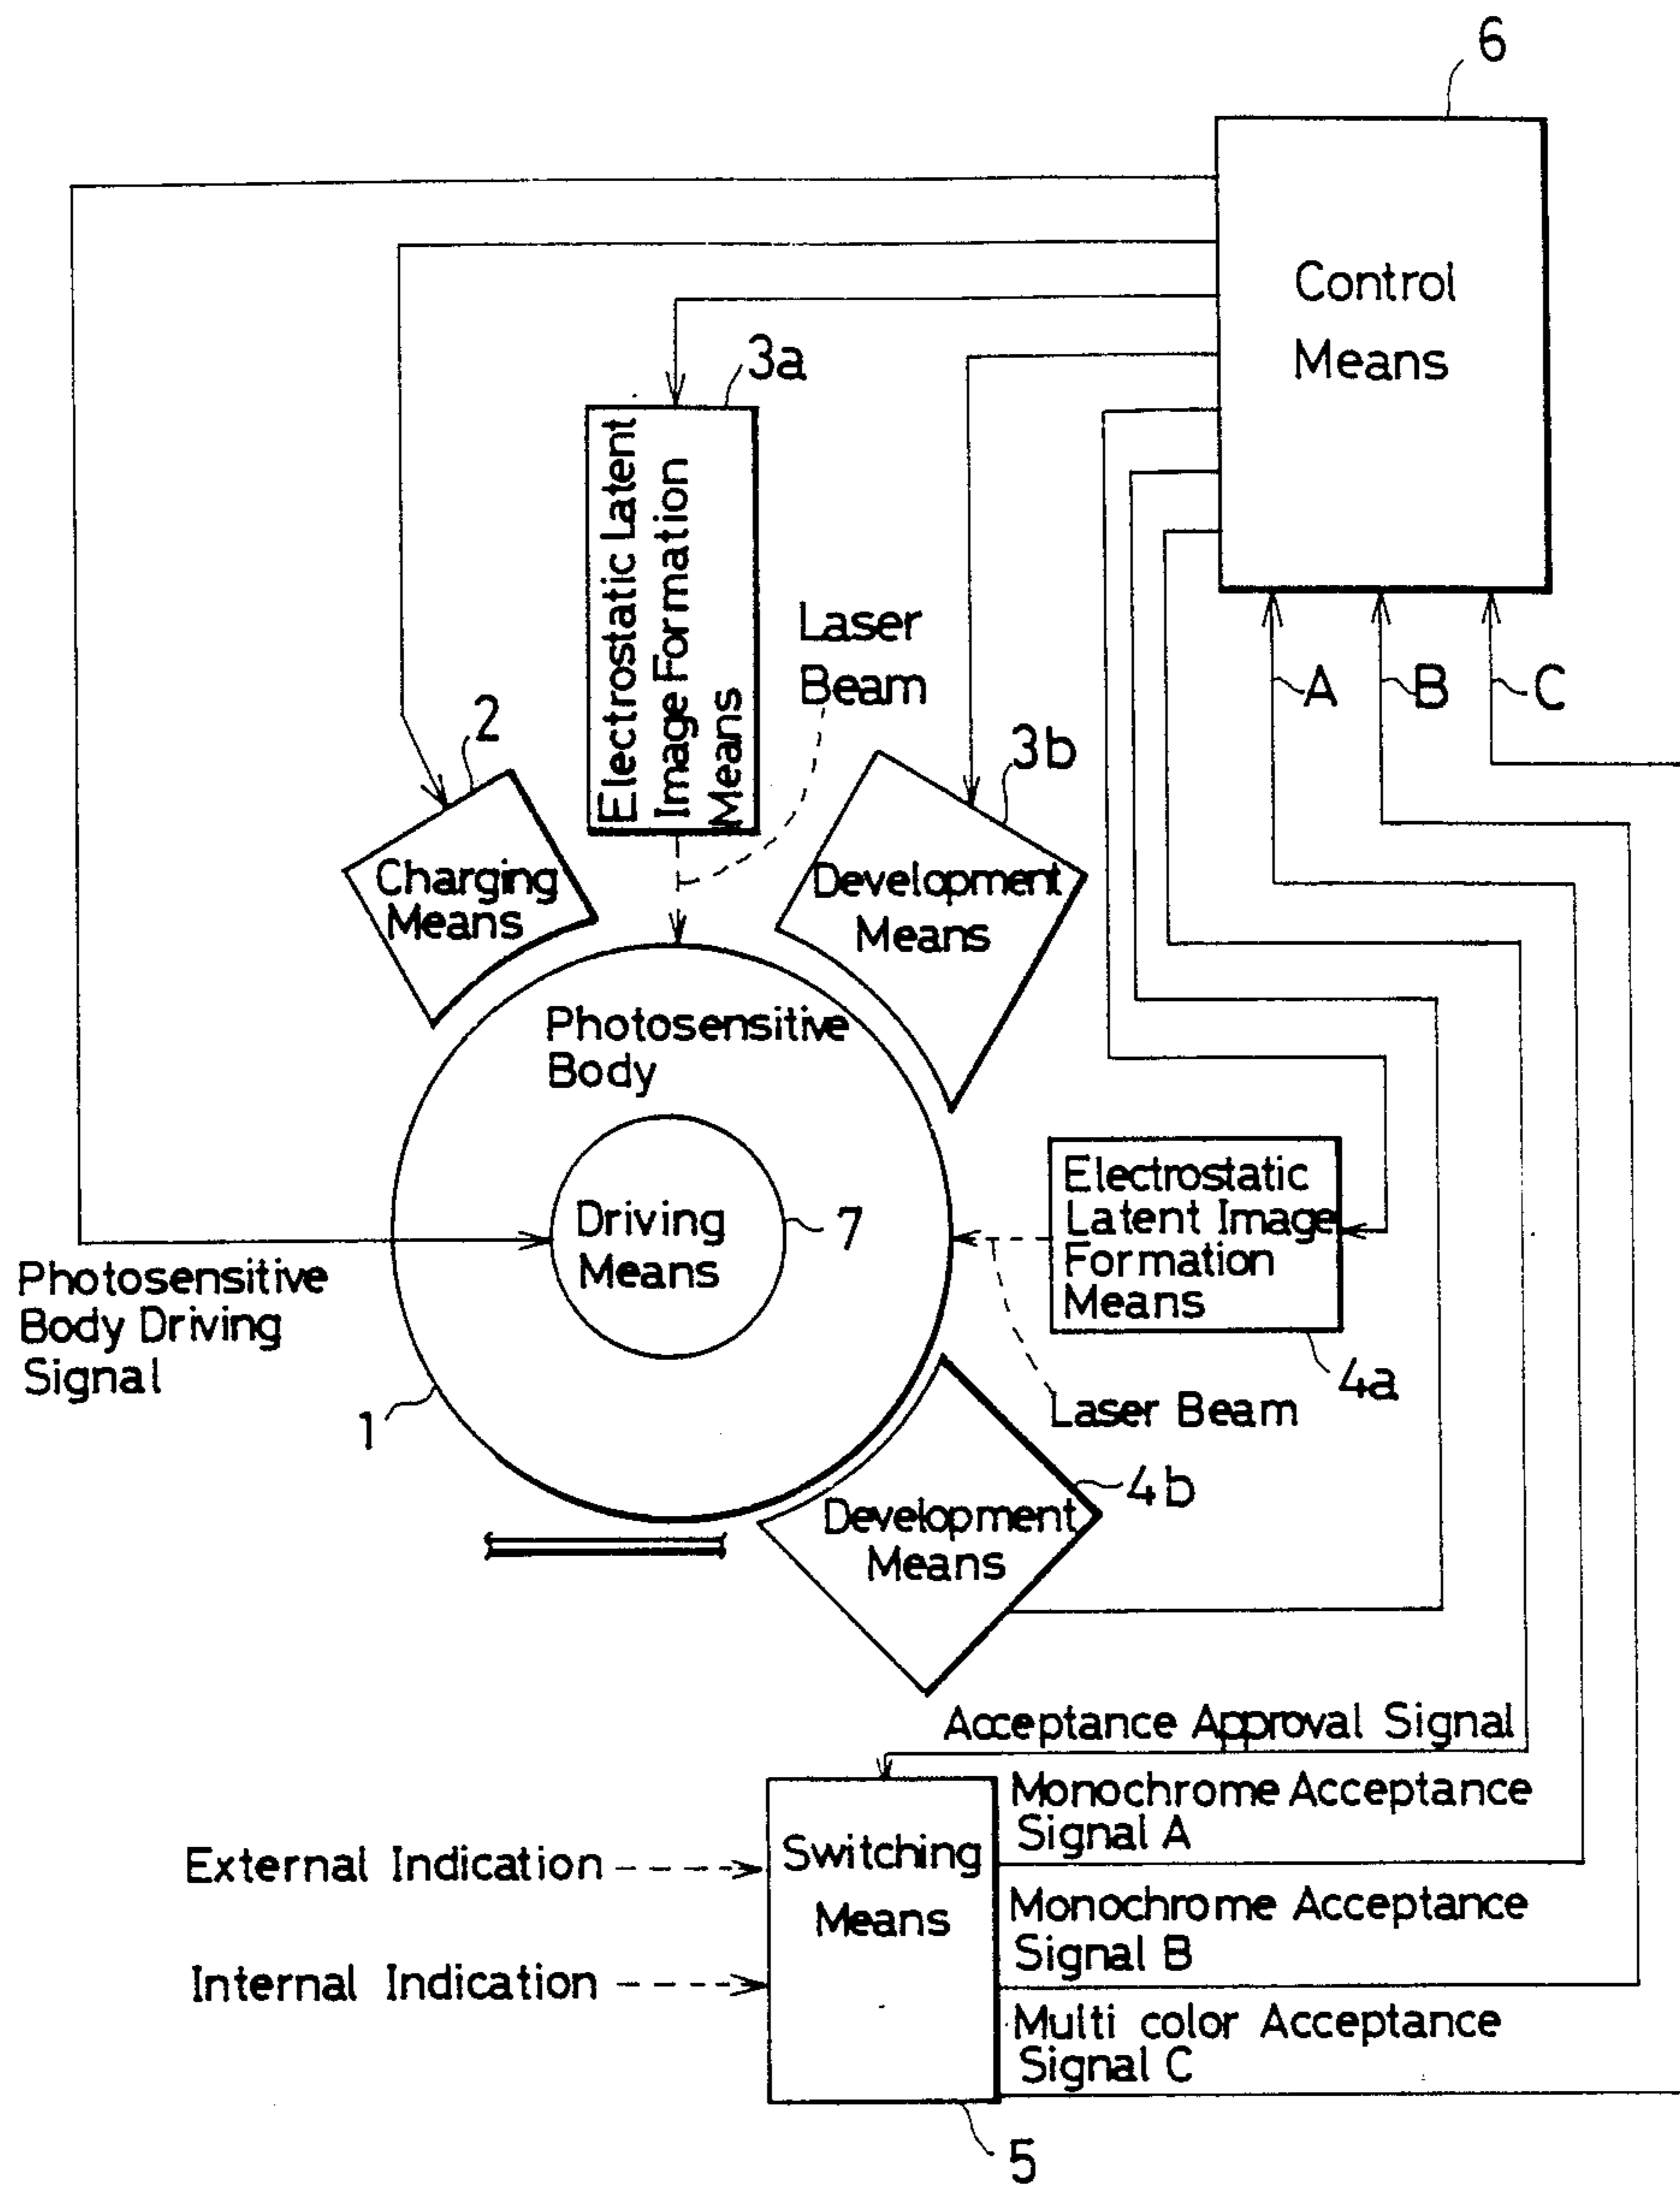 6
Control
Means
3a
Electrostatic Latent
Image Formation
Means
Laser
Beam
A
B
C
2
3b
Charging
Means
Development
Means
Photosensitive
Body
Driving
Means
7
Electrostatic
Latent Image
Formation
Means
Photosensitive
Body Driving
Signal
4a
1
Laser Beam
4b
Development
Means
Acceptance Approval Signal
Monochrome Acceptance
Signal A
External Indication
Switching
Means
Monochrome Acceptance
Signal B
Internal Indication
Multi color Acceptance
Signal C
5